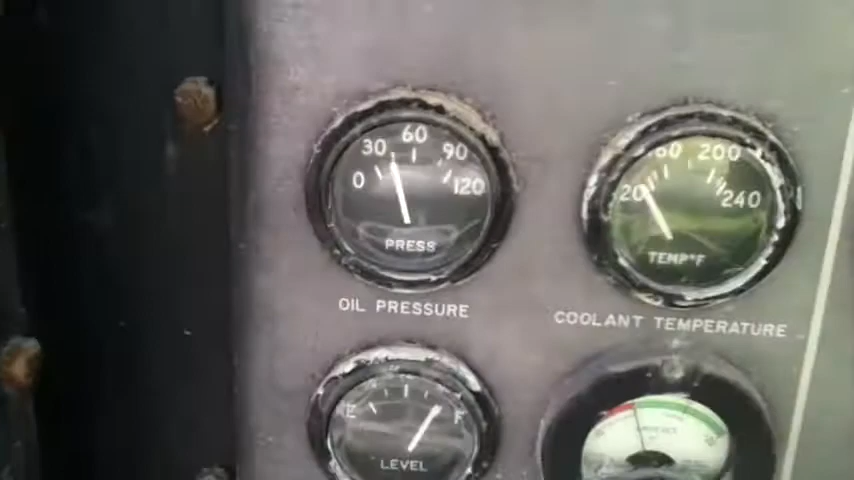 0 30 60 90 120
PRESS
OIL PRESSURE
200 240
TEMP°F
COOLANT TEMPERATURE
E F
LEVEL